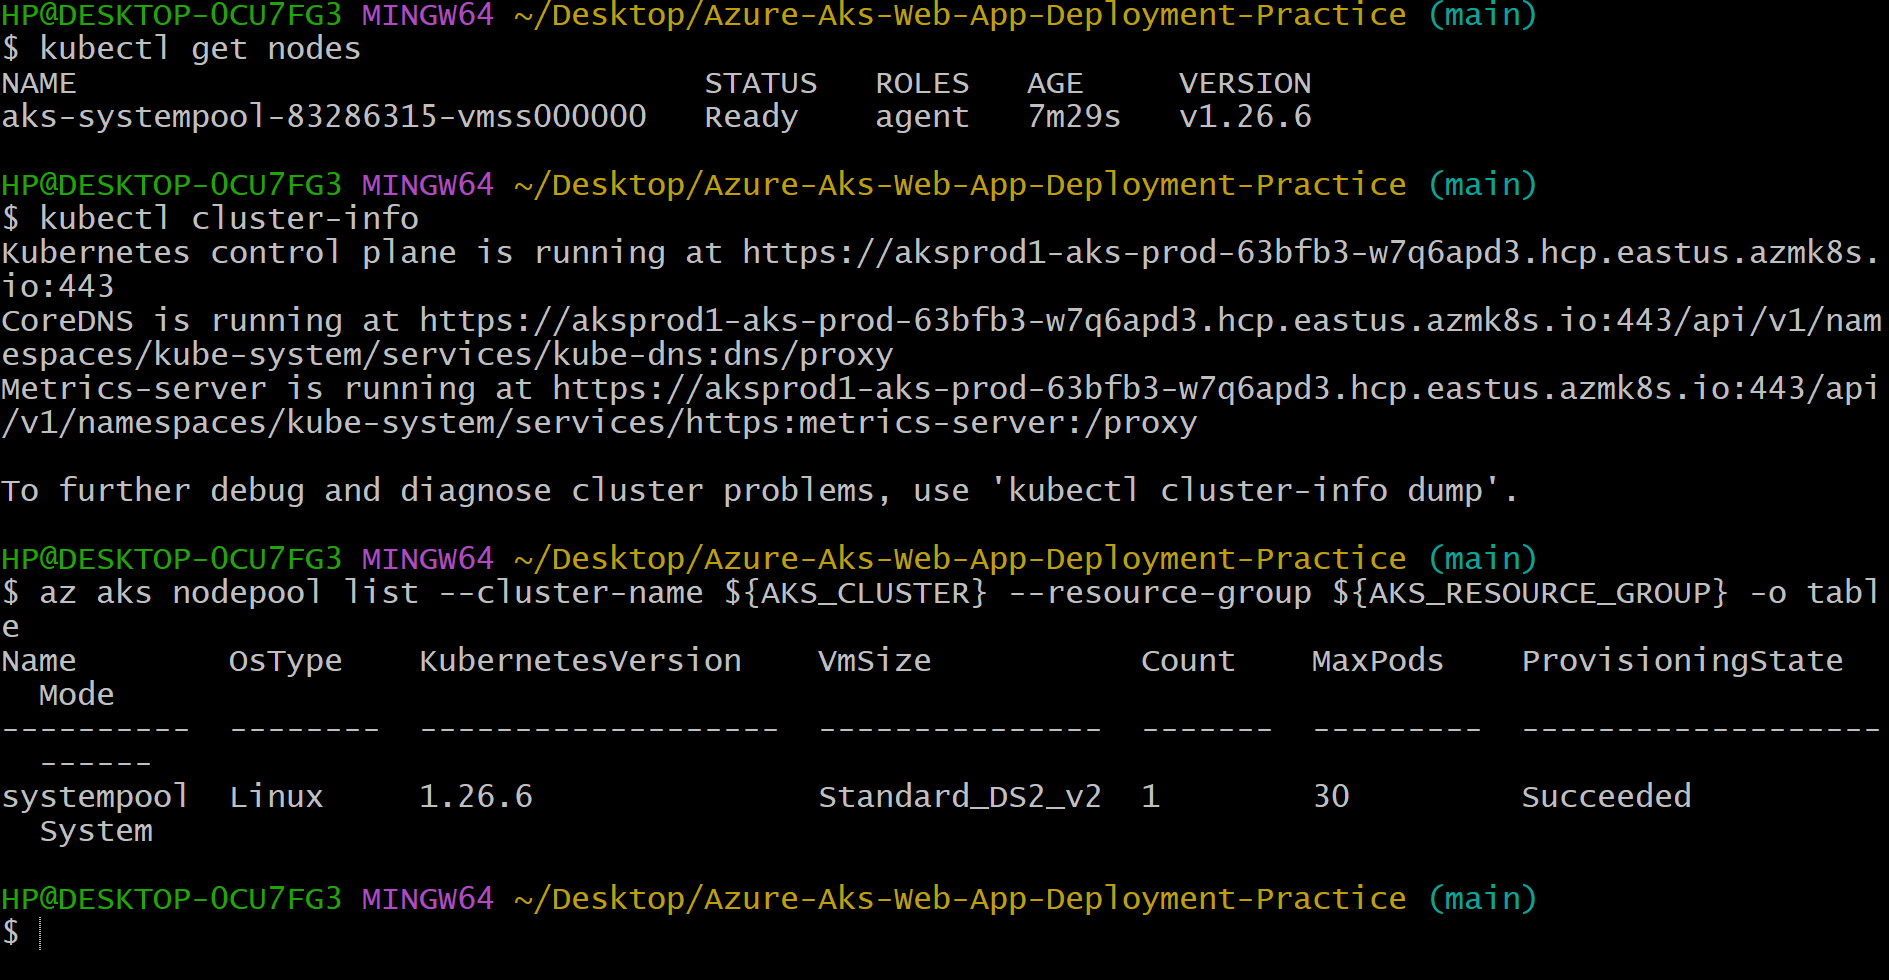 HP@DESKTOP-OCU7FG3 MINGW64 ~/Desktop/Azure-Aks-Web-App-Deployment-Practice (main)
$ kubectl get nodes
NAME                                 STATUS   ROLES   AGE     VERSION
aks-systempool-83286315-vmss000000   Ready    agent   7m29s   v1.26.6
HP@DESKTOP-OCU7FG3 MINGW64 ~/Desktop/Azure-Aks-Web-App-Deployment-Practice (main)
$ kubectl cluster-info
Kubernetes control plane is running at https://aksprod1-aks-prod-63bfb3-w7q6apd3.hcp.eastus.azmk8s.
io:443
CoreDNS is running at https://aksprod1-aks-prod-63bfb3-w7q6apd3.hcp.eastus.azmk8s.io:443/api/v1/nam
espaces/kube-system/services/kube-dns:dns/proxy
Metrics-server is running at https://aksprod1-aks-prod-63bfb3-w7q6apd3.hcp.eastus.azmk8s.io:443/api
/v1/namespaces/kube-system/services/https:metrics-server:/proxy
To further debug and diagnose cluster problems, use 'kubectl cluster-info dump'.
HP@DESKTOP-OCU7FG3 MINGW64 ~/Desktop/Azure-Aks-Web-App-Deployment-Practice (main)
$ az aks nodepool list --cluster-name ${AKS_CLUSTER} --resource-group ${AKS_RESOURCE_GROUP} -o tabl
e
Name        OsType    KubernetesVersion    VmSize           Count    MaxPods    ProvisioningState
  Mode
----------  --------  -------------------  ---------------  -------  ---------  -------------------
  ------
systempool  Linux     1.26.6               Standard_DS2_v2  1        30         Succeeded
  System
HP@DESKTOP-OCU7FG3 MINGW64 ~/Desktop/Azure-Aks-Web-App-Deployment-Practice (main)
$